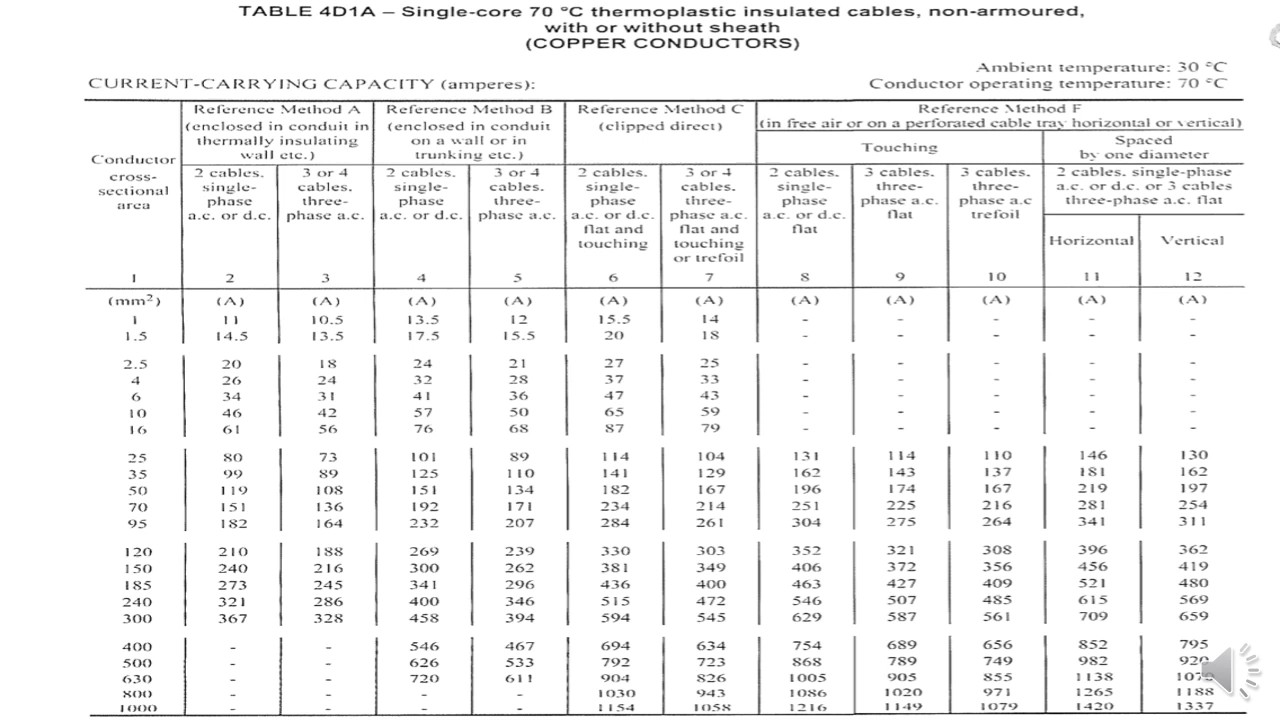 TABLE 4D1A – Single-core 70 °C thermoplastic insulated cables, non-armoured,
with or without sheath
(COPPER CONDUCTORS)
Ambient temperature: 30 °C
CURRENT-CARRYING CAPACITY (amperes): Conductor operating temperature: 70 °C
Conductor cross-sectional area
Reference Method A (enclosed in conduit in thermally insulating wall etc.)
Reference Method B (enclosed in conduit on a wall or in trunking etc.)
Reference Method C (clipped direct)
Reference Method F (in free air or on a perforated cable tray horizontal or vertical)
Touching
Spaced by one diameter
2 cables, single-phase a.c. or d.c.
3 or 4 cables, three-phase a.c.
2 cables, single-phase a.c. or d.c.
3 or 4 cables, three-phase a.c.
2 cables, single-phase a.c. or d.c. flat and touching
3 or 4 cables, three-phase a.c. flat and touching or trefoil
2 cables, single-phase a.c. or d.c. flat
3 cables, three-phase a.c. flat
3 cables, three-phase a.c trefoil
2 cables, single-phase a.c. or d.c. or 3 cables three-phase a.c. flat
Horizontal Vertical
1 2 3 4 5 6 7 8 9 10 11 12
(mm²) (A) (A) (A) (A) (A) (A) (A) (A) (A) (A) (A)
1 11 10.5 13.5 12 15.5 14 - - - - -
1.5 14.5 13.5 17.5 15.5 20 18 - - - - -
2.5 20 18 24 21 27 25 - - - - -
4 26 24 32 28 37 33 - - - - -
6 34 31 41 36 47 43 - - - - -
10 46 42 57 50 65 59 - - - - -
16 61 56 76 68 87 79 - - - - -
25 80 73 101 89 114 104 131 114 110 146 130
35 99 89 125 110 141 129 162 143 137 181 162
50 119 108 151 134 182 167 196 174 167 219 197
70 151 136 192 171 234 214 251 225 216 281 254
95 182 164 232 207 284 261 304 275 264 341 311
120 210 188 269 239 330 303 352 321 308 396 362
150 240 216 300 262 381 349 406 372 356 456 419
185 273 245 341 296 436 400 463 427 409 521 480
240 321 286 400 346 515 472 546 507 485 615 569
300 367 328 458 394 594 545 629 587 561 709 659
400 - - 546 467 694 634 754 689 656 852 795
500 - - 626 533 792 723 868 789 749 982
630 - - 720 611 904 826 1005 905 855 1138
800 - - - - 1030 943 1086 1020 971 1265 1188
1000 - - - - 1154 1058 1216 1149 1079 1420 1337